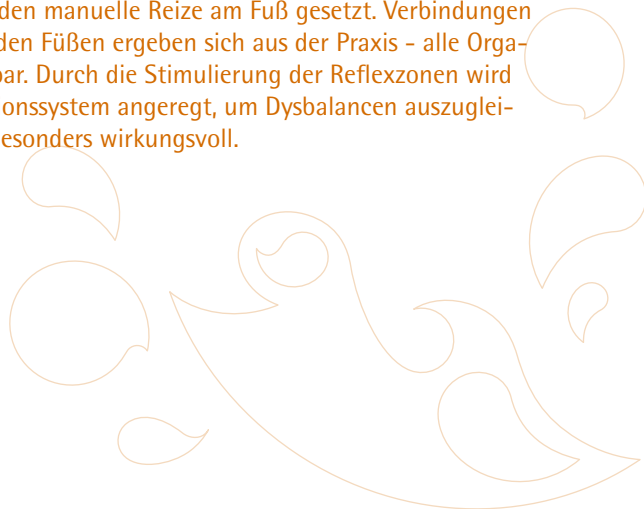 den manuelle Reize am Fuß gesetzt. Verbindungen
den Füßen ergeben sich aus der Praxis - alle Orga-
bar. Durch die Stimulierung der Reflexzonen wird
onssystem angeregt, um Dysbalancen auszuglei-
esonders wirkungsvoll.